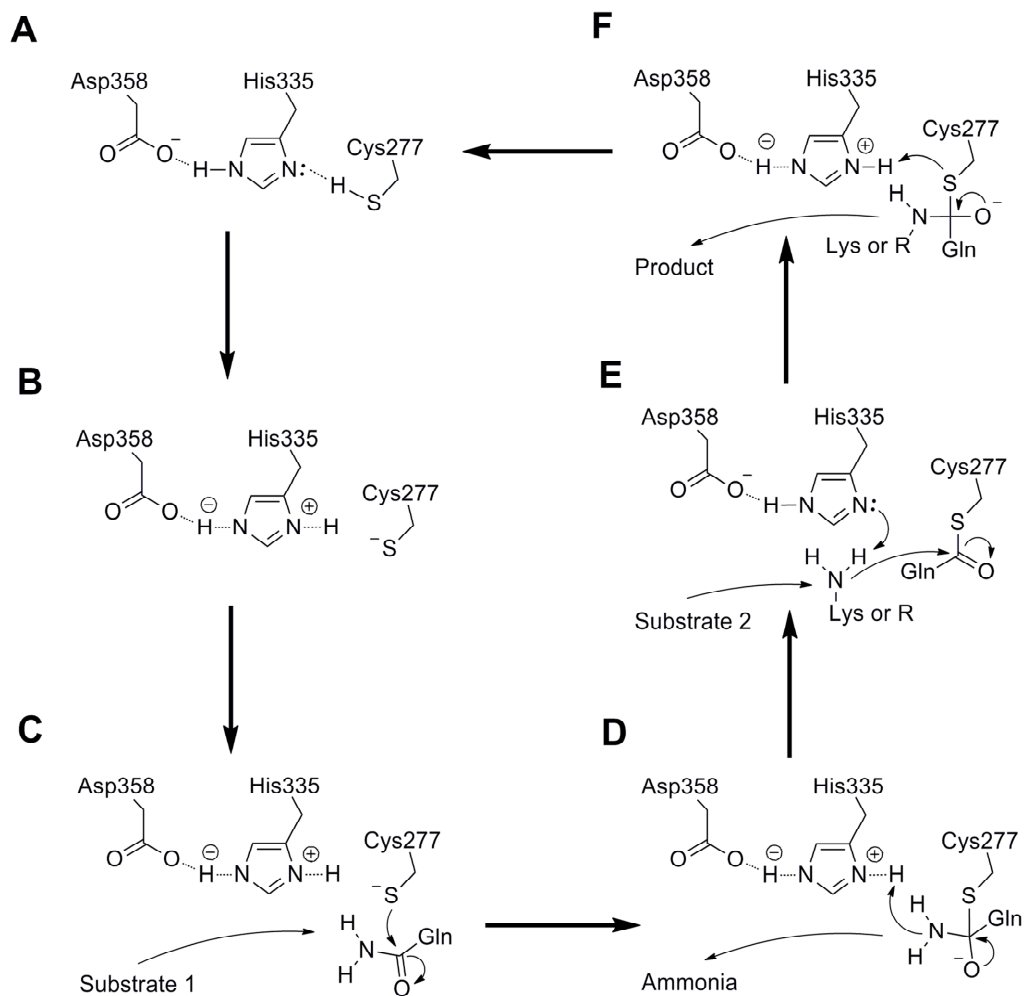 A
Asp358
His335
Cys277
O
O
−
H
N
N
:
H
S
F
Asp358
His335
Cys277
O
O
⊖
H
N
N
⊕
H
S
H
N
O
−
Lys or R
Gln
Product
B
Asp358
His335
Cys277
O
O
⊖
H
N
N
⊕
H
−
S
E
Asp358
His335
Cys277
O
O
−
H
N
N
:
S
H
H
N
Gln
O
Substrate 2
Lys or R
C
Asp358
His335
Cys277
O
O
⊖
H
N
N
⊕
H
−
S
H
N
H
Gln
O
Substrate 1
D
Asp358
His335
Cys277
O
O
⊖
H
N
N
⊕
H
S
H
N
H
Gln
−
O
Ammonia